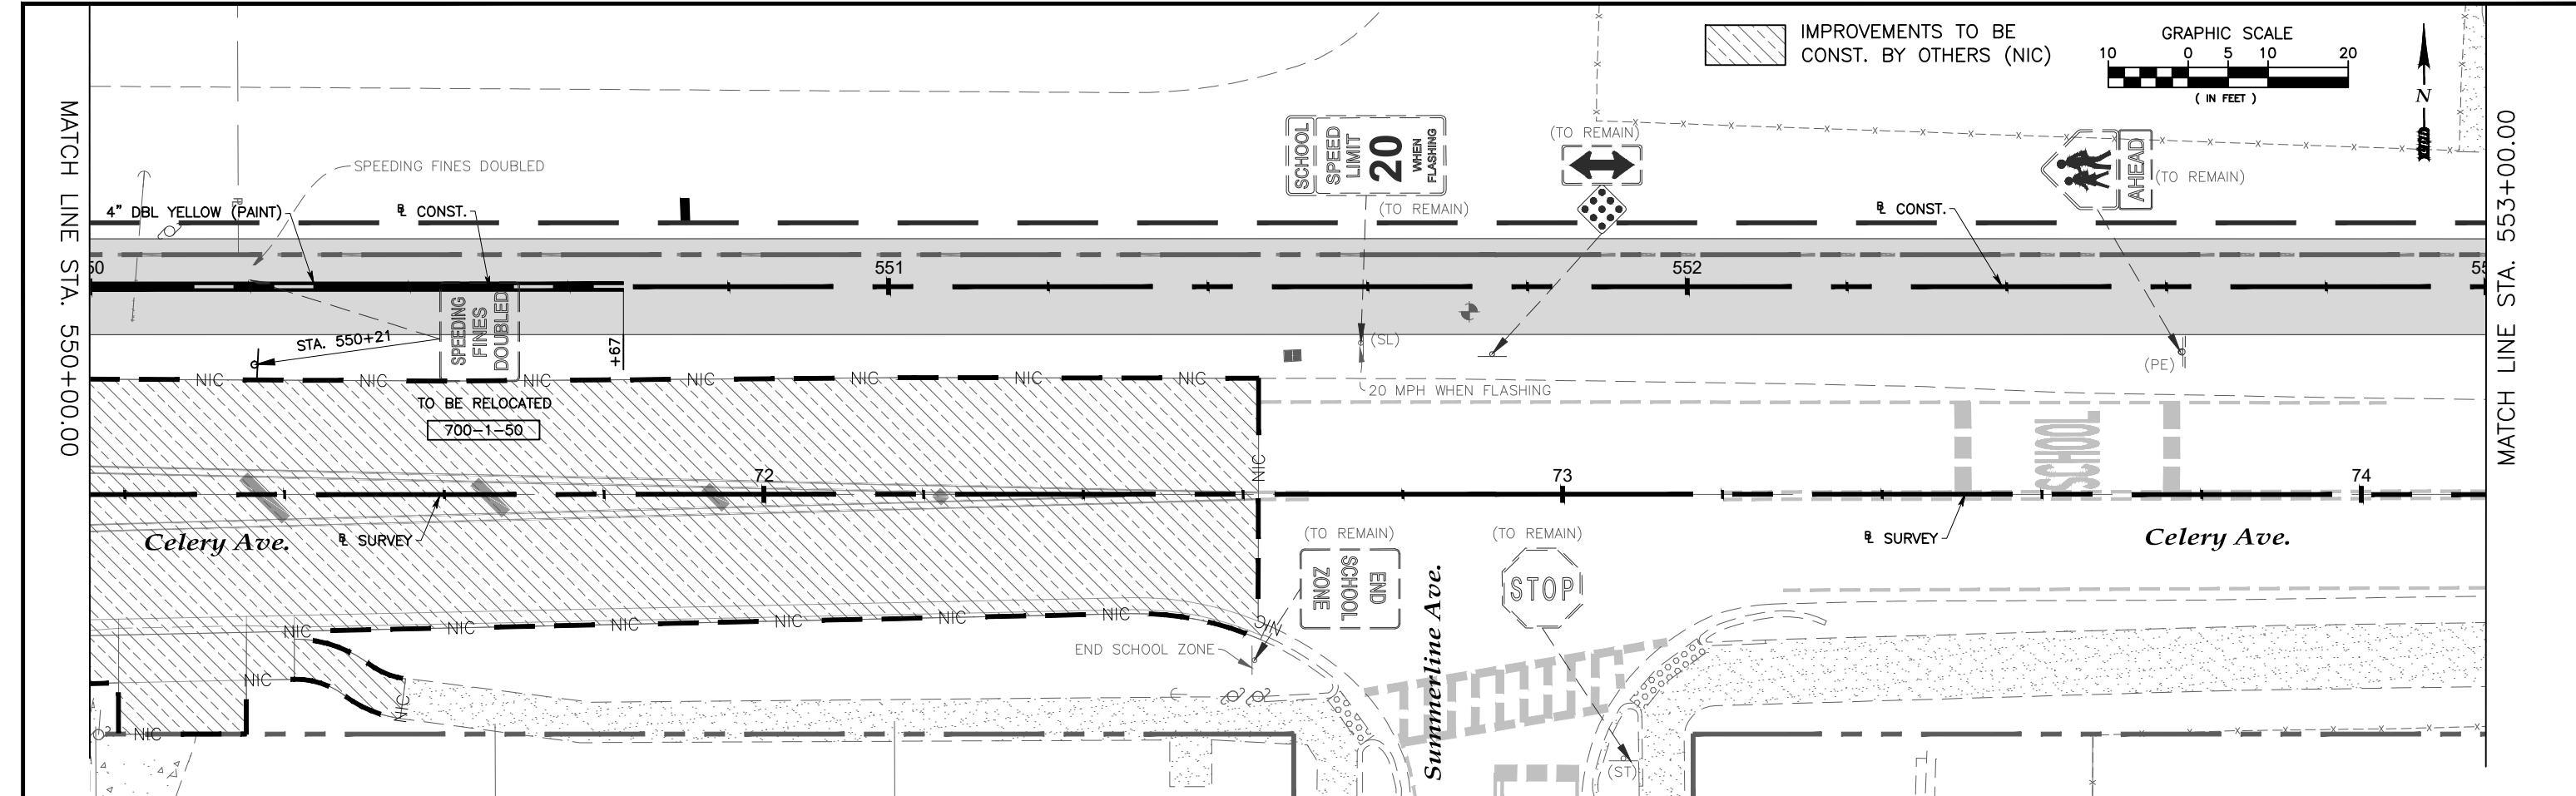 MATCH LINE STA. 550+00.00
IMPROVEMENTS TO BE
CONST. BY OTHERS (NIC)
GRAPHIC SCALE
10 0 5 10 20
( IN FEET )
N
MATCH LINE STA. 553+00.00
SPEEDING FINES DOUBLED
4" DBL YELLOW (PAINT)
℄ CONST.
SCHOOL
SPEED
LIMIT
20
WHEN
FLASHING
(TO REMAIN)
(TO REMAIN)
AHEAD
(TO REMAIN)
℄ CONST.
50
551
552
55
STA. 550+21
SPEEDING
FINES
DOUBLED
+67
(SL)
(PE)
NIC
NIC
NIC
NIC
NIC
NIC
NIC
20 MPH WHEN FLASHING
TO BE RELOCATED
700-1-50
NIC
SCHOOL
72
73
74
Celery Ave.
℄ SURVEY
(TO REMAIN)
END
SCHOOL
ZONE
(TO REMAIN)
STOP
℄ SURVEY
Celery Ave.
Summerline Ave.
NIC
NIC
NIC
NIC
NIC
NIC
NIC
END SCHOOL ZONE
NIC
NIC
NIC
(ST)